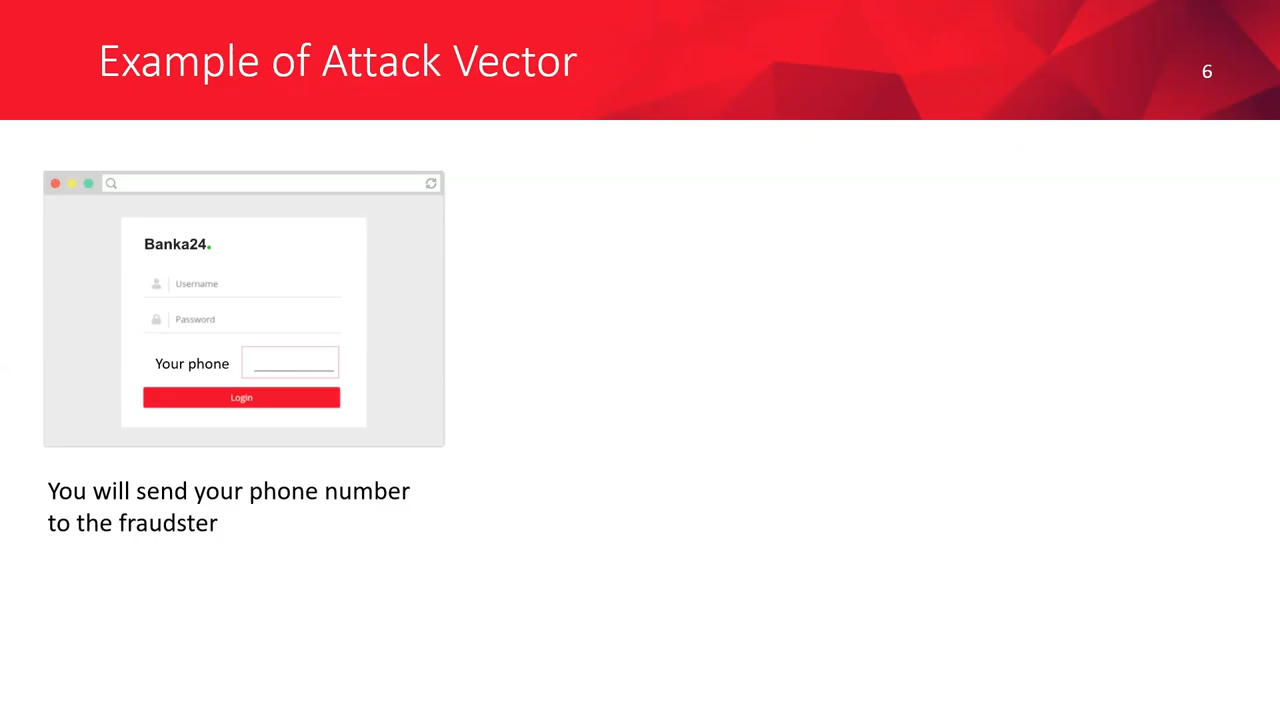 Example of Attack Vector
6
Banka24.
Username
Password
Your phone
Login
You will send your phone number
to the fraudster